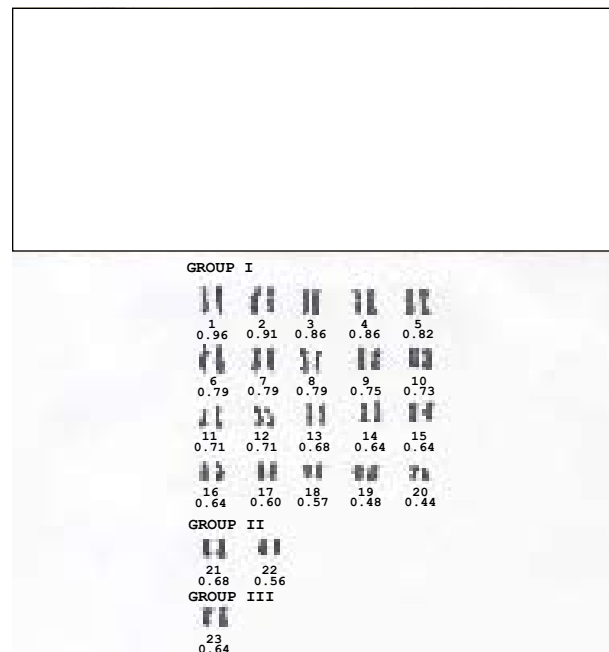 GROUP I
1 2 3 4 5
0.96 0.91 0.86 0.86 0.82
6 7 8 9 10
0.79 0.79 0.79 0.75 0.73
11 12 13 14 15
0.71 0.71 0.68 0.64 0.64
16 17 18 19 20
0.64 0.60 0.57 0.48 0.44
GROUP II
21 22
0.68 0.56
GROUP III
23
0.64